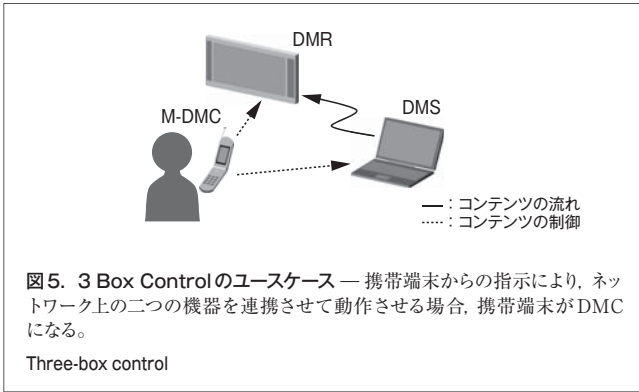 DMR
M-DMC
DMS
― : コンテンツの流れ
····· : コンテンツの制御
図5. 3 Box Controlのユースケース ― 携帯端末からの指示により,ネッ
トワーク上の二つの機器を連携させて動作させる場合,携帯端末がDMC
になる。
Three-box control